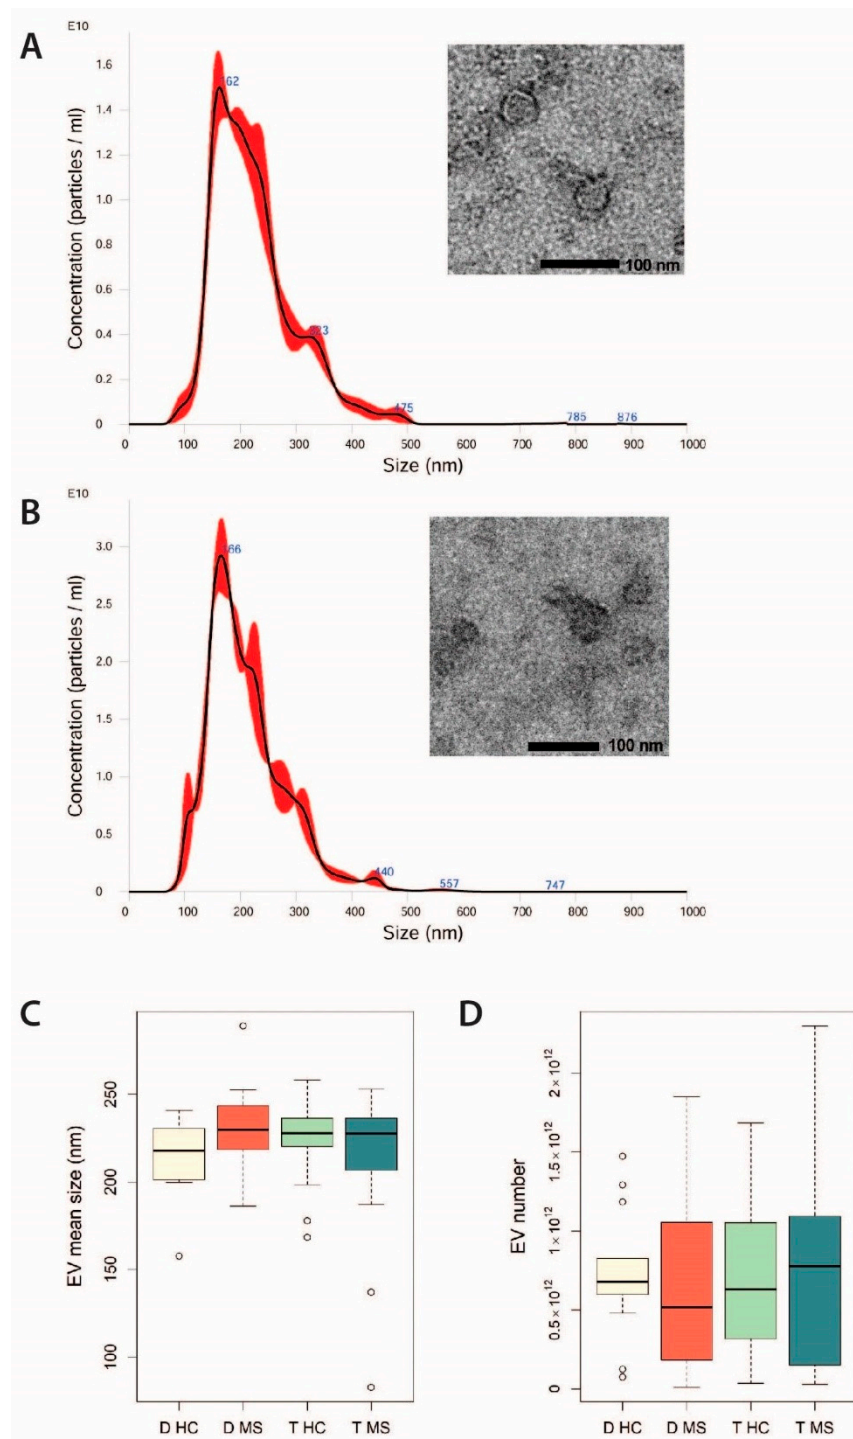 A
E10
1.6
1.4
1.2
1.0
0.8
0.6
0.4
0.2
0
Concentration (particles / ml)
162
323
475
785
876
0 100 200 300 400 500 600 700 800 900 1000
Size (nm)
100 nm
B
E10
3.0
2.5
2.0
1.5
1.0
0.5
0
Concentration (particles / ml)
166
440
557
747
0 100 200 300 400 500 600 700 800 900 1000
Size (nm)
100 nm
C
EV mean size (nm)
250
200
150
100
D HC D MS T HC T MS
D
EV number
2×10¹²
1.5×10¹²
1×10¹²
0.5×10¹²
0
D HC D MS T HC T MS